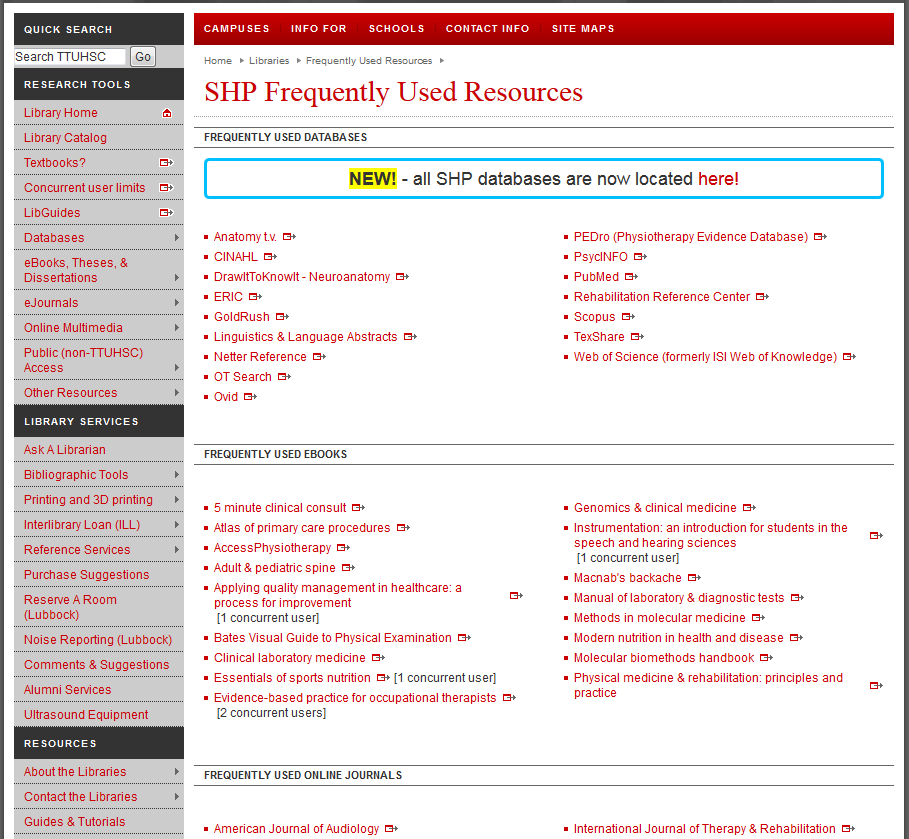 QUICK SEARCH
Search TTUHSC
Go
RESEARCH TOOLS
Library Home
Library Catalog
Textbooks?
Concurrent user limits
LibGuides
Databases
eBooks, Theses, &
Dissertations
eJournals
Online Multimedia
Public (non-TTUHSC)
Access
Other Resources
LIBRARY SERVICES
Ask A Librarian
Bibliographic Tools
Printing and 3D printing
Interlibrary Loan (ILL)
Reference Services
Purchase Suggestions
Reserve A Room
(Lubbock)
Noise Reporting (Lubbock)
Comments & Suggestions
Alumni Services
Ultrasound Equipment
RESOURCES
About the Libraries
Contact the Libraries
Guides & Tutorials
CAMPUSES INFO FOR SCHOOLS CONTACT INFO SITE MAPS
Home Libraries Frequently Used Resources
SHP Frequently Used Resources
FREQUENTLY USED DATABASES
NEW! - all SHP databases are now located here!
Anatomy t.v.
CINAHL
DrawItToKnowIt - Neuroanatomy
ERIC
GoldRush
Linguistics & Language Abstracts
Netter Reference
OT Search
Ovid
PEDro (Physiotherapy Evidence Database)
PsycINFO
PubMed
Rehabilitation Reference Center
Scopus
TexShare
Web of Science (formerly ISI Web of Knowledge)
FREQUENTLY USED EBOOKS
5 minute clinical consult
Atlas of primary care procedures
AccessPhysiotherapy
Adult & pediatric spine
Applying quality management in healthcare: a
process for improvement
[1 concurrent user]
Bates Visual Guide to Physical Examination
Clinical laboratory medicine
Essentials of sports nutrition [1 concurrent user]
Evidence-based practice for occupational therapists
[2 concurrent users]
Genomics & clinical medicine
Instrumentation: an introduction for students in the
speech and hearing sciences
[1 concurrent user]
Macnab's backache
Manual of laboratory & diagnostic tests
Methods in molecular medicine
Modern nutrition in health and disease
Molecular biomethods handbook
Physical medicine & rehabilitation: principles and
practice
FREQUENTLY USED ONLINE JOURNALS
American Journal of Audiology
International Journal of Therapy & Rehabilitation